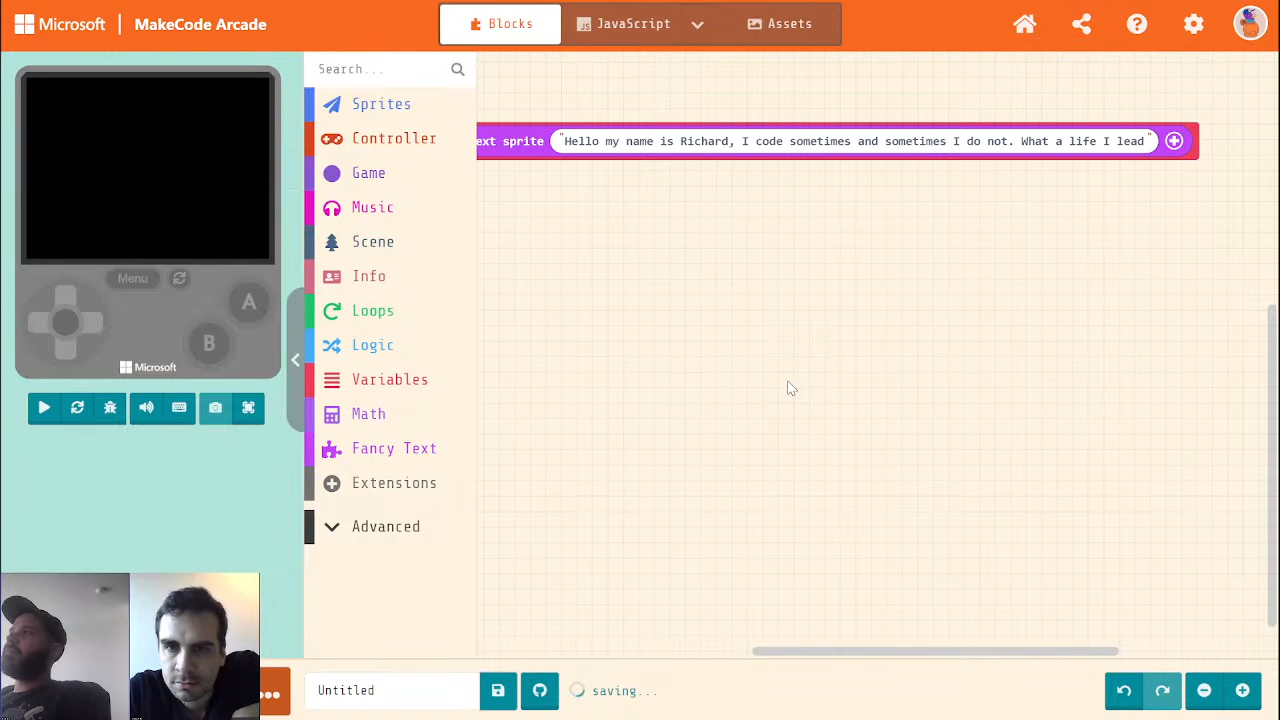 Microsoft | MakeCode Arcade
Blocks
JavaScript
Assets
Search...
Sprites
Controller
Game
Music
Scene
Info
Loops
Logic
Variables
Math
Fancy Text
Extensions
Advanced
ext sprite "Hello my name is Richard, I code sometimes and sometimes I do not. What a life I lead"
Menu
A
B
Microsoft
Untitled
saving...